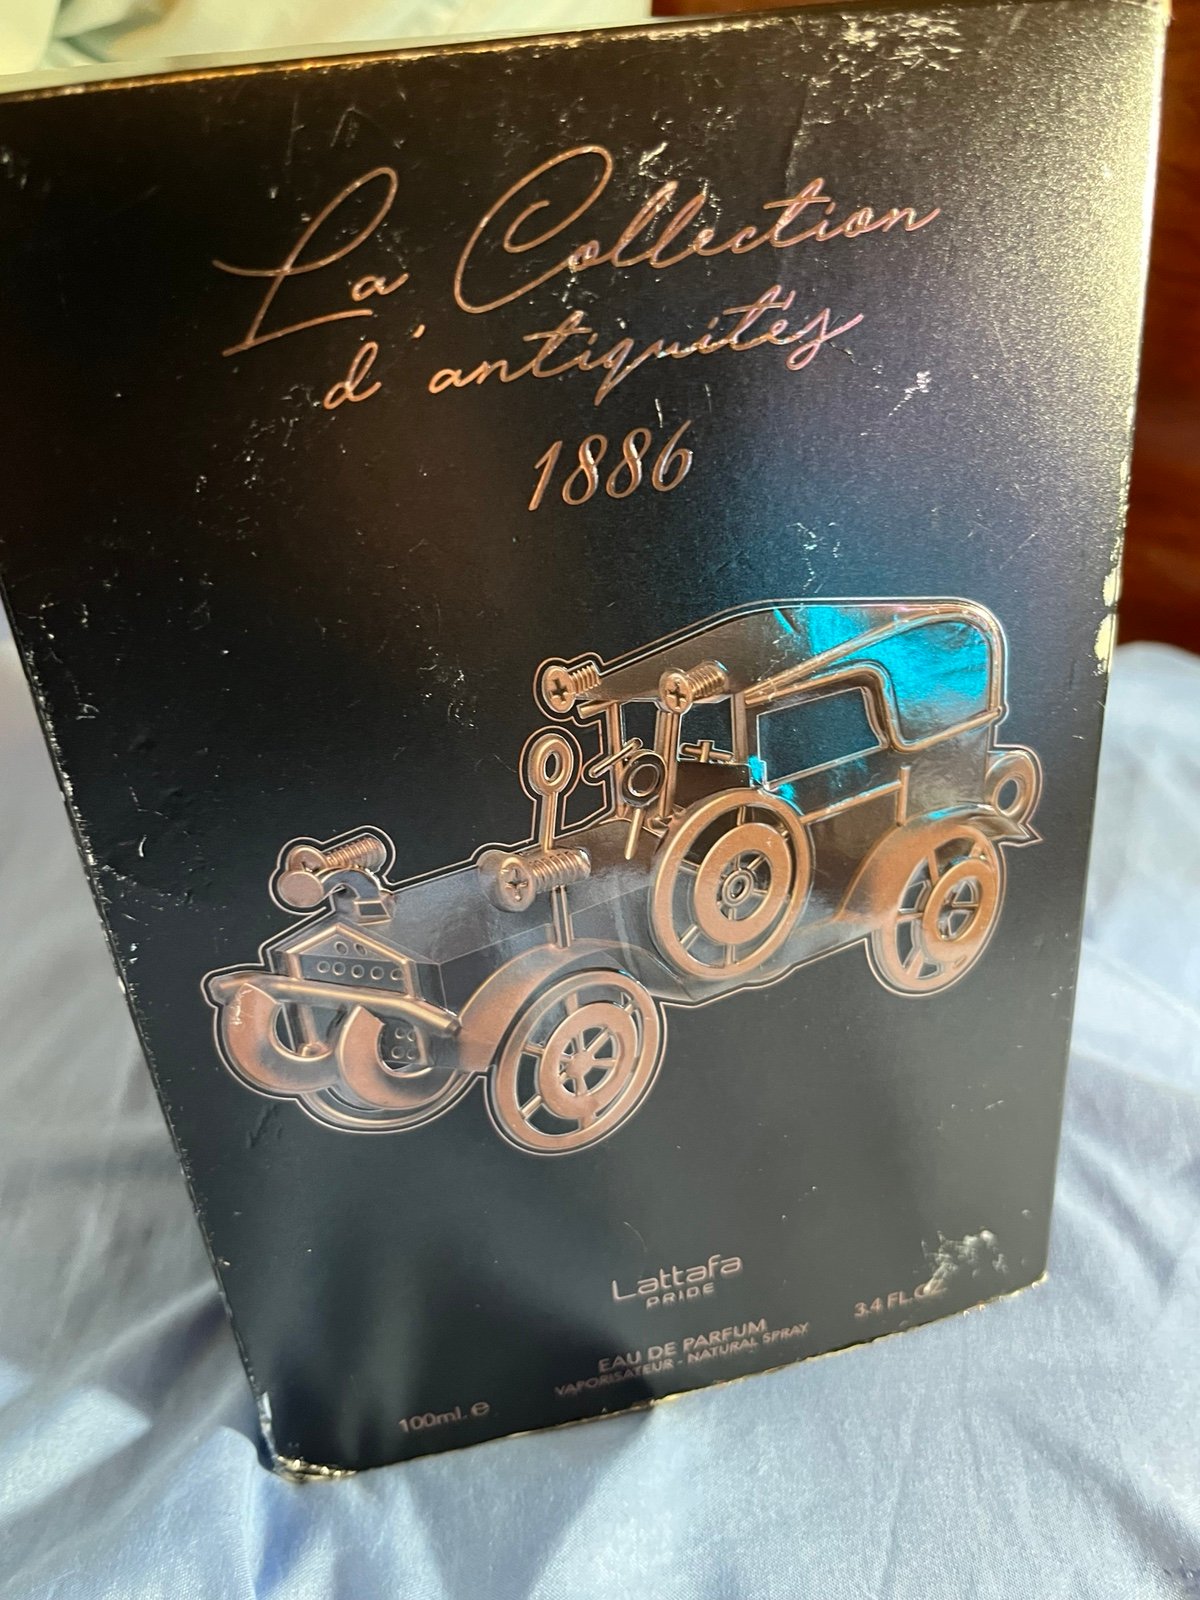 La Collection
d'antiquités
1886
Lattafa
PRIDE
EAU DE PARFUM
VAPORISATEUR - NATURAL SPRAY
100ml. e
3.4 FL.OZ.